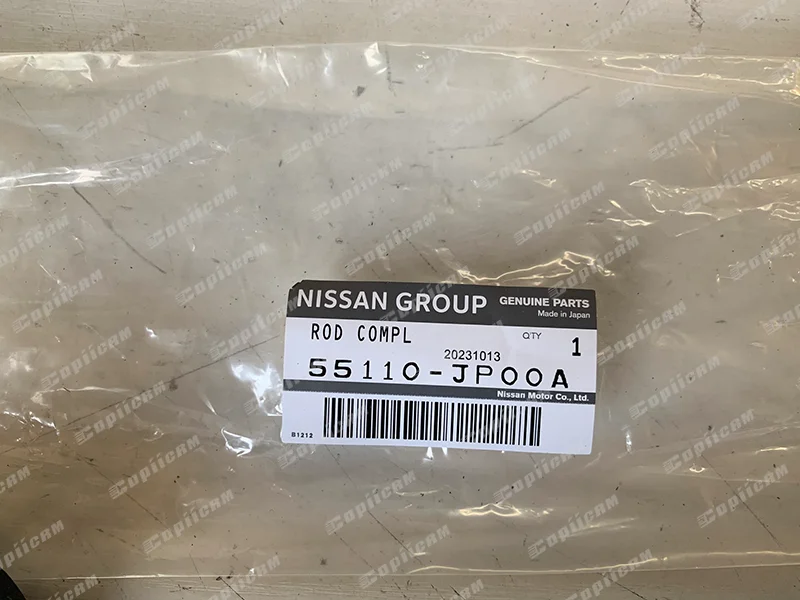 NISSAN GROUP GENUINE PARTS
Made in Japan
ROD COMPL QTY 1
20231013
55110-JP00A
Nissan Motor Co., Ltd.
B1212
CopiiCAM